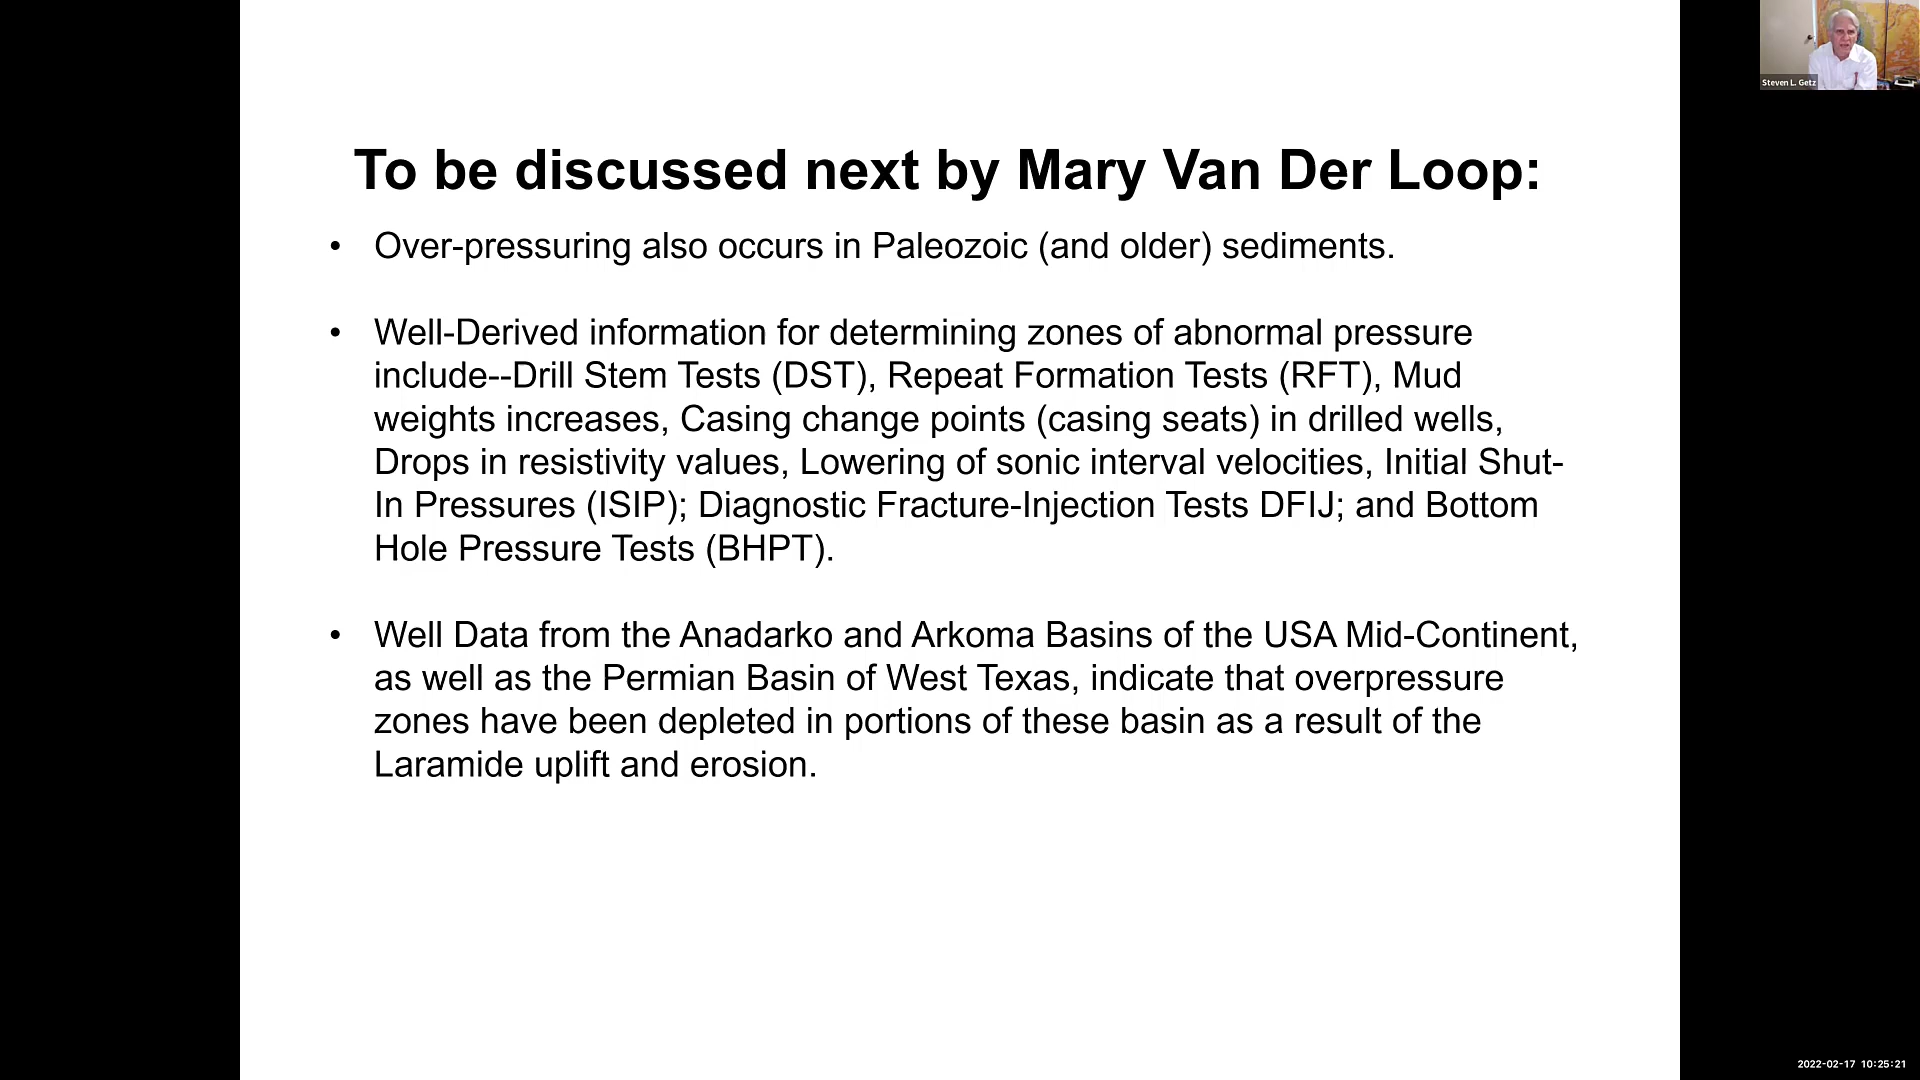 Steven L. Getz
To be discussed next by Mary Van Der Loop:
• Over-pressuring also occurs in Paleozoic (and older) sediments.
• Well-Derived information for determining zones of abnormal pressure
include--Drill Stem Tests (DST), Repeat Formation Tests (RFT), Mud
weights increases, Casing change points (casing seats) in drilled wells,
Drops in resistivity values, Lowering of sonic interval velocities, Initial Shut-
In Pressures (ISIP); Diagnostic Fracture-Injection Tests DFIJ; and Bottom
Hole Pressure Tests (BHPT).
• Well Data from the Anadarko and Arkoma Basins of the USA Mid-Continent,
as well as the Permian Basin of West Texas, indicate that overpressure
zones have been depleted in portions of these basin as a result of the
Laramide uplift and erosion.
2022-02-17 10:25:21